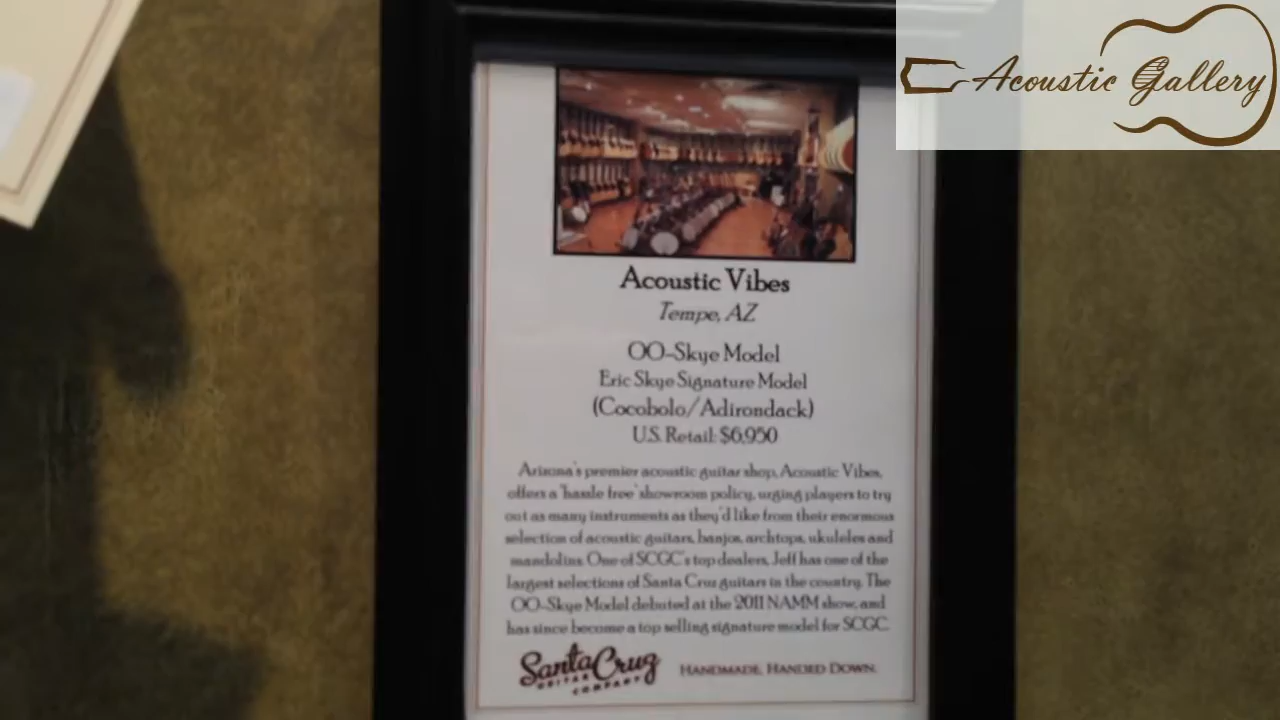 Acoustic Gallery
Acoustic Vibes
Tempe, AZ
OO-Skye Model
Eric Skye Signature Model
(Cocobolo/Adirondack)
U.S. Retail: $6,950
Arizona's premier acoustic guitar shop, Acoustic Vibes,
offers a "hassle free" showroom policy, urging players to try
out as many instruments as they'd like from their enormous
selection of acoustic guitars, banjos, archtops, ukuleles and
mandolins. One of SCGC's top dealers, Jeff has one of the
largest selections of Santa Cruz guitars in the country. The
OO-Skye Model debuted at the 2011 NAMM show, and
has since become a top selling signature model for SCGC.
Santa Cruz
GUITAR
COMPANY
HANDMADE. HANDED DOWN.